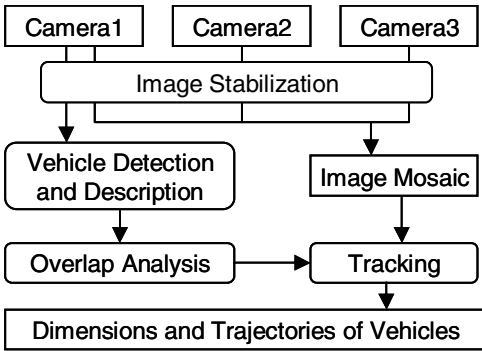 Camera1
Camera2
Camera3
Image Stabilization
Vehicle Detection
and Description
Image Mosaic
Overlap Analysis
Tracking
Dimensions and Trajectories of Vehicles